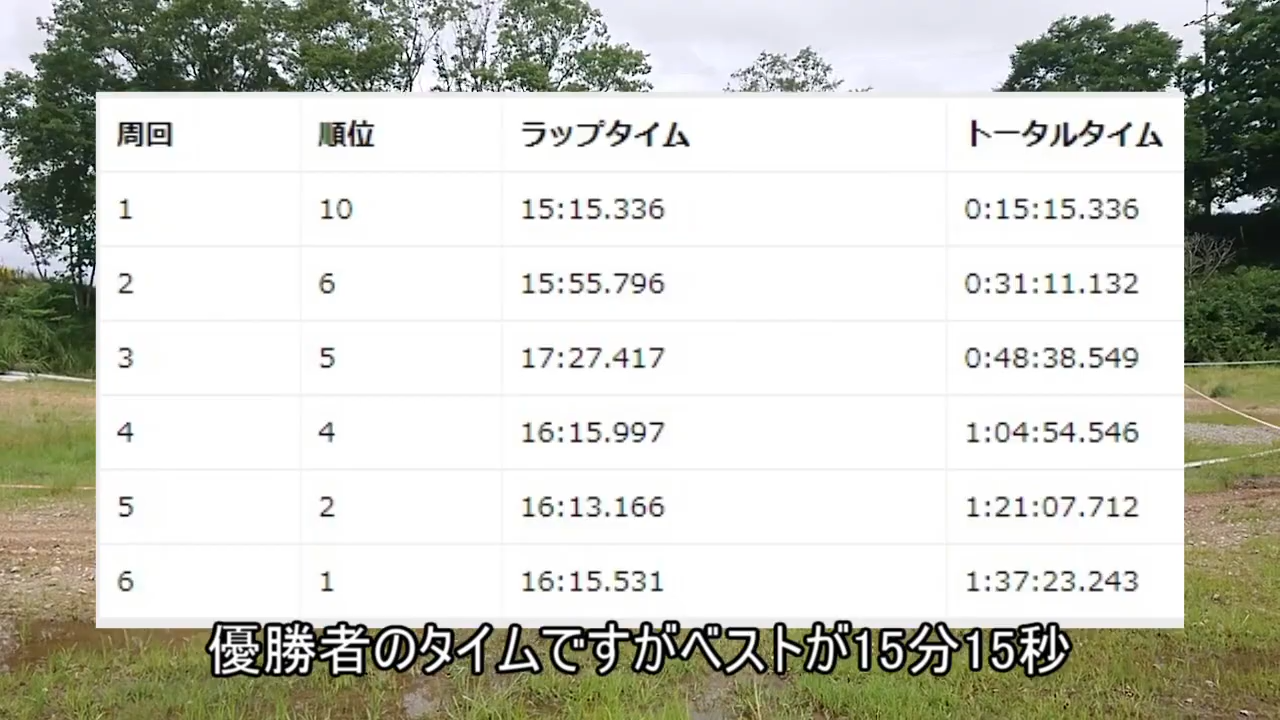 周回 順位 ラップタイム トータルタイム
1 10 15:15.336 0:15:15.336
2 6 15:55.796 0:31:11.132
3 5 17:27.417 0:48:38.549
4 4 16:15.997 1:04:54.546
5 2 16:13.166 1:21:07.712
6 1 16:15.531 1:37:23.243
優勝者のタイムですがベストが15分15秒